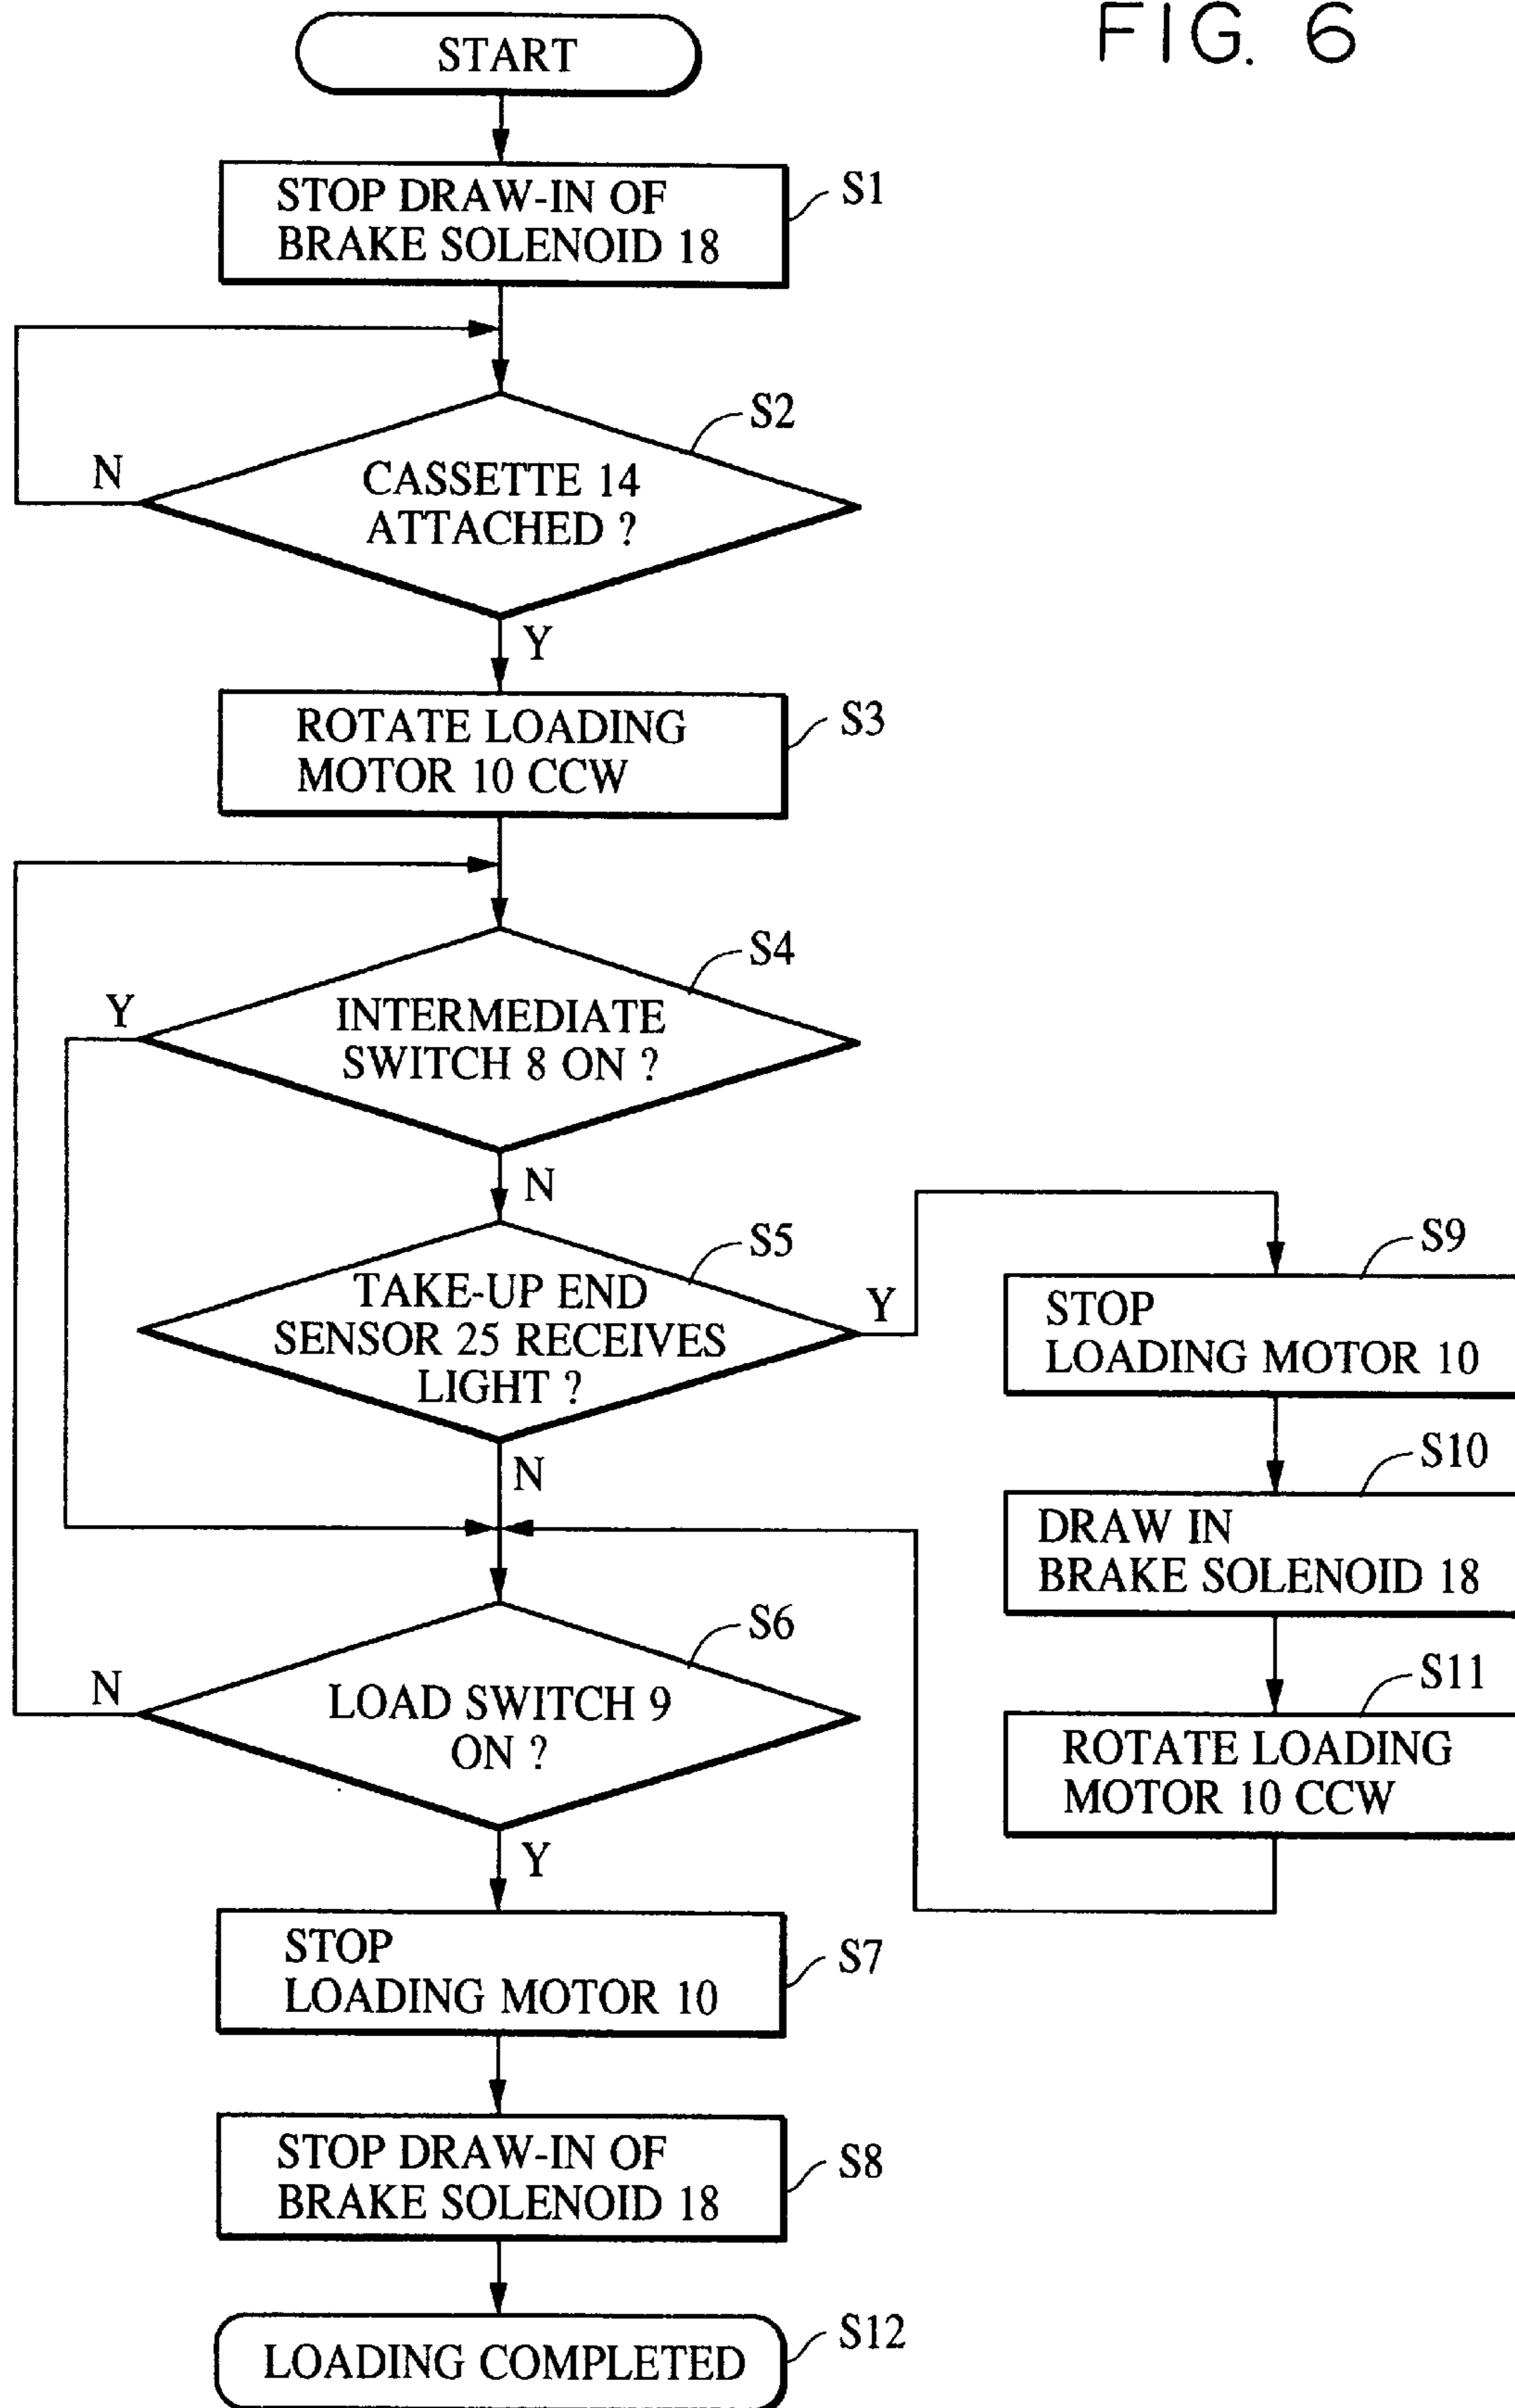 FIG. 6
START
STOP DRAW-IN OF
BRAKE SOLENOID 18
S1
S2
CASSETTE 14
ATTACHED ?
N
Y
ROTATE LOADING
MOTOR 10 CCW
S3
S4
INTERMEDIATE
SWITCH 8 ON ?
Y
N
S5
TAKE-UP END
SENSOR 25 RECEIVES
LIGHT ?
Y
N
S9
STOP
LOADING MOTOR 10
S10
DRAW IN
BRAKE SOLENOID 18
S11
ROTATE LOADING
MOTOR 10 CCW
S6
LOAD SWITCH 9
ON ?
N
Y
STOP
LOADING MOTOR 10
S7
STOP DRAW-IN OF
BRAKE SOLENOID 18
S8
LOADING COMPLETED
S12